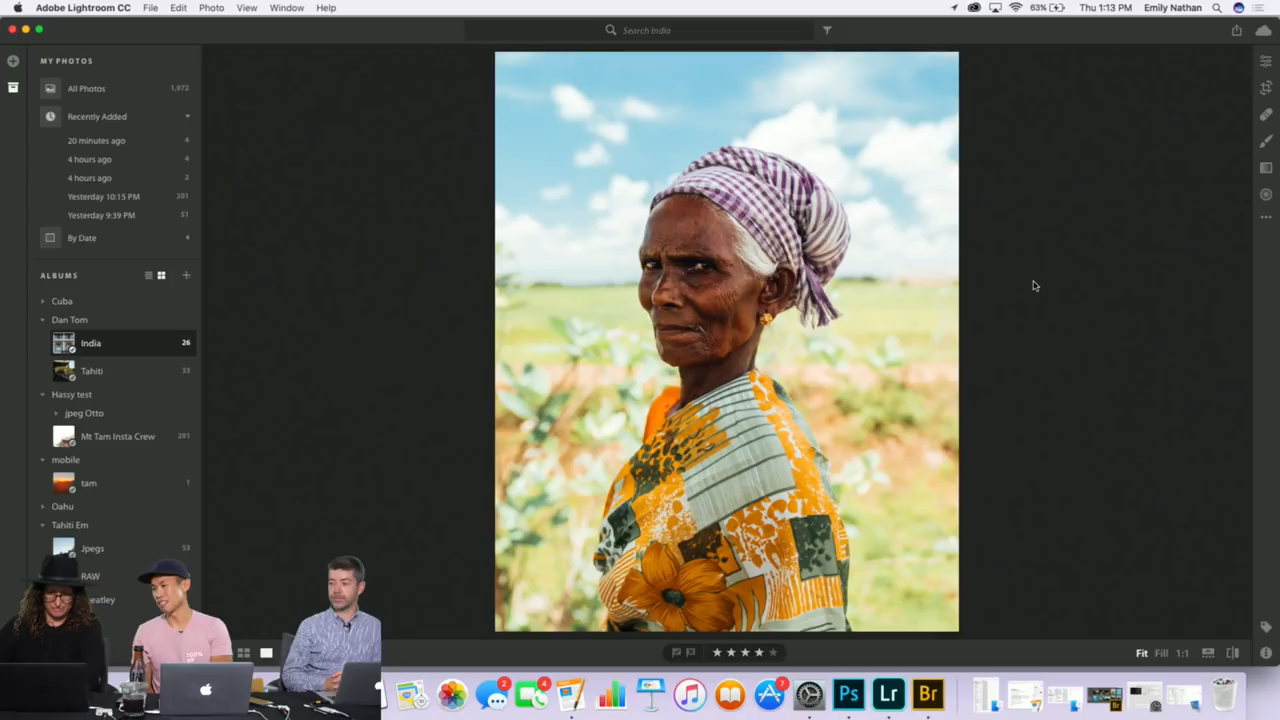 Adobe Lightroom CC File Edit Photo View Window Help 63% Thu 1:13 PM Emily Nathan
Search India
MY PHOTOS
All Photos 1,972
Recently Added
20 minutes ago 4
4 hours ago 4
4 hours ago 2
Yesterday 10:15 PM 201
Yesterday 9:39 PM 51
By Date
ALBUMS
Cuba
Dan Tom
India 26
Tahiti 33
Hassy test
jpeg Otto
Mt Tam Insta Crew 201
mobile
tam 1
Oahu
Tahiti Em
Jpegs 53
RAW
eatley
Fit Fill 1:1
2 4 7 Ps Lr Br
100%